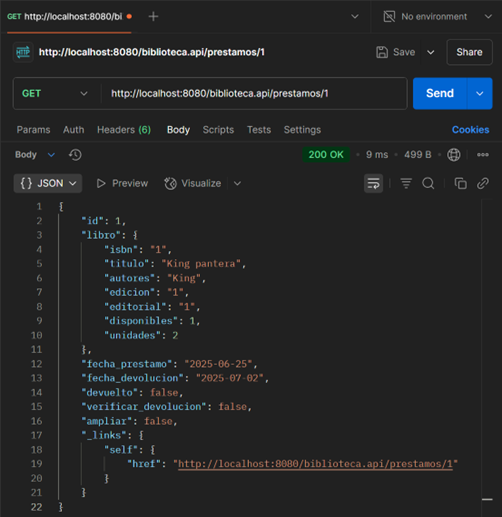 GET http://localhost:8080/bi
No environment
HTTP http://localhost:8080/biblioteca.api/prestamos/1
Save
Share
GET
http://localhost:8080/biblioteca.api/prestamos/1
Send
Params Auth Headers (6) Body Scripts Tests Settings
Cookies
Body
200 OK • 9 ms • 499 B
{} JSON
Preview
Visualize
1 {
2 "id": 1,
3 "libro": {
4 "isbn": "1",
5 "titulo": "King pantera",
6 "autores": "King",
7 "edicion": "1",
8 "editorial": "1",
9 "disponibles": 1,
10 "unidades": 2
11 },
12 "fecha_prestamo": "2025-06-25",
13 "fecha_devolucion": "2025-07-02",
14 "devuelto": false,
15 "verificar_devolucion": false,
16 "ampliar": false,
17 "_links": {
18 "self": {
19 "href": "http://localhost:8080/biblioteca.api/prestamos/1"
20 }
21 }
22 }